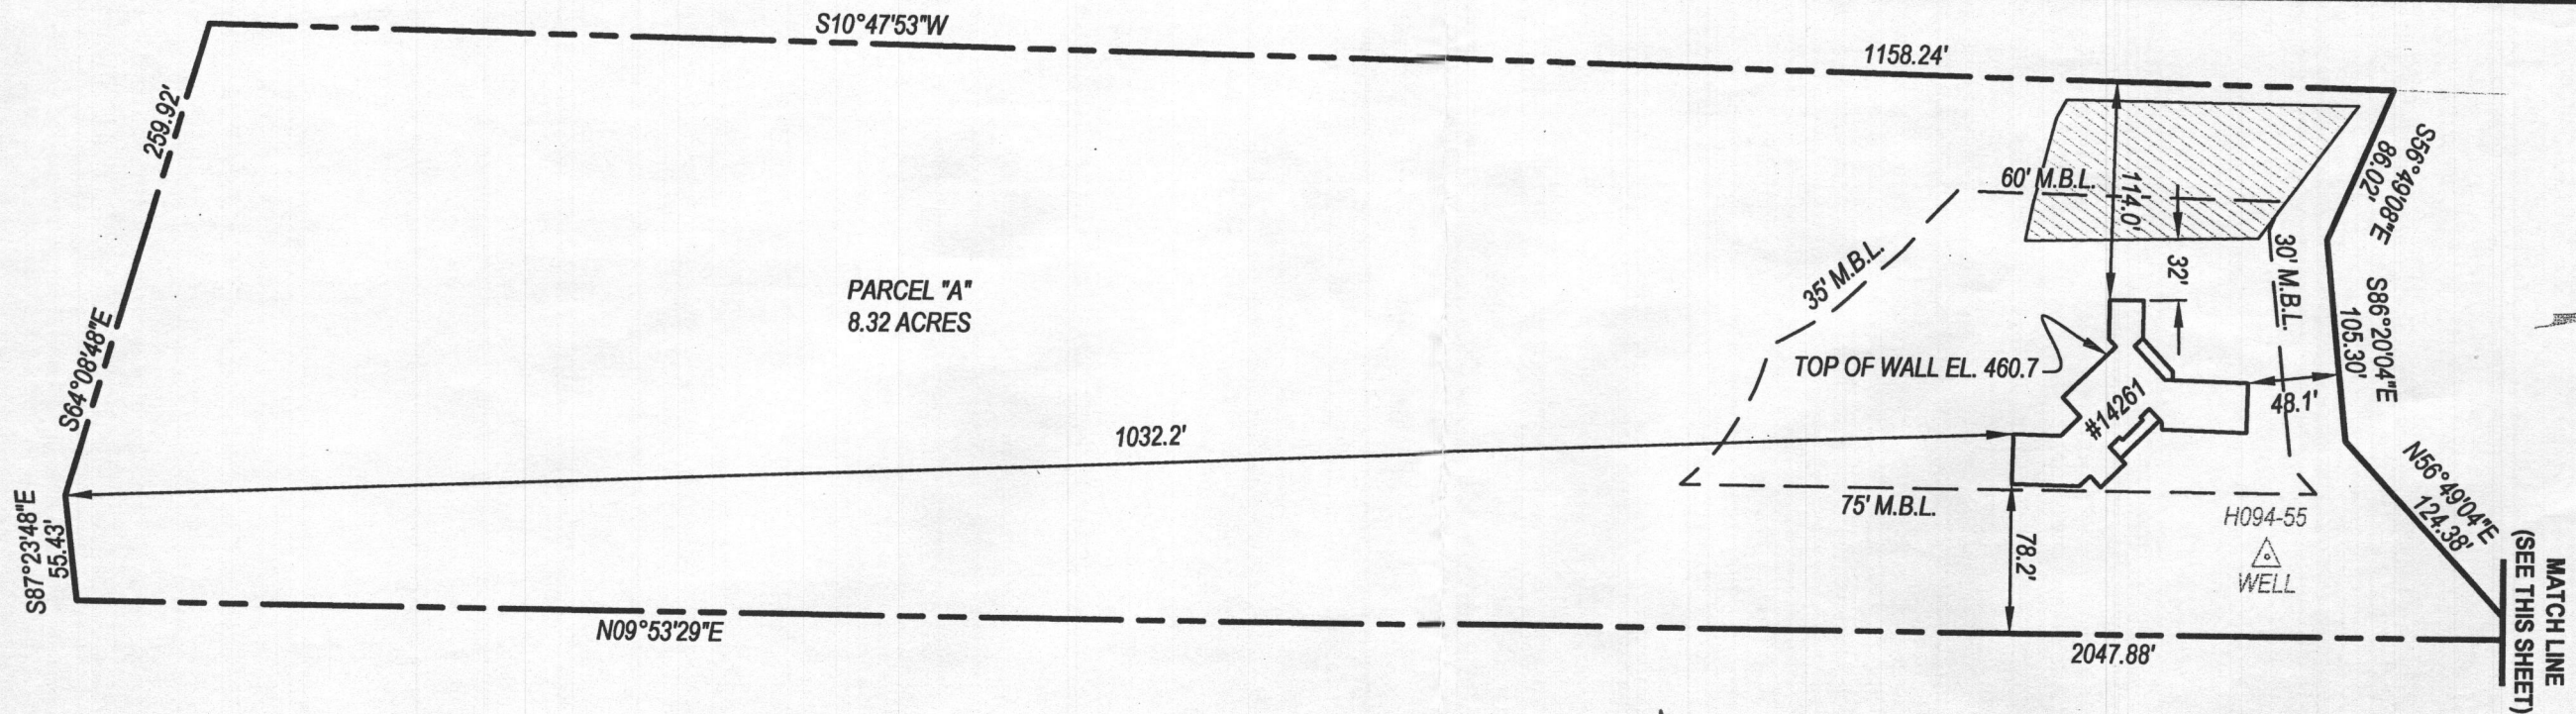 S10°47'53"W
1158.24'
259.92'
S64°08'48"E
S56°49'08"E
86.02'
60' M.B.L.
114.0'
32'
30' M.B.L.
35' M.B.L.
S86°20'04"E
105.30'
PARCEL "A"
8.32 ACRES
TOP OF WALL EL. 460.7
#14261
48.1'
1032.2'
75' M.B.L.
N56°49'04"E
124.38'
H094-55
WELL
78.2'
S87°23'48"E
55.43'
N09°53'29"E
2047.88'
MATCH LINE
(SEE THIS SHEET)